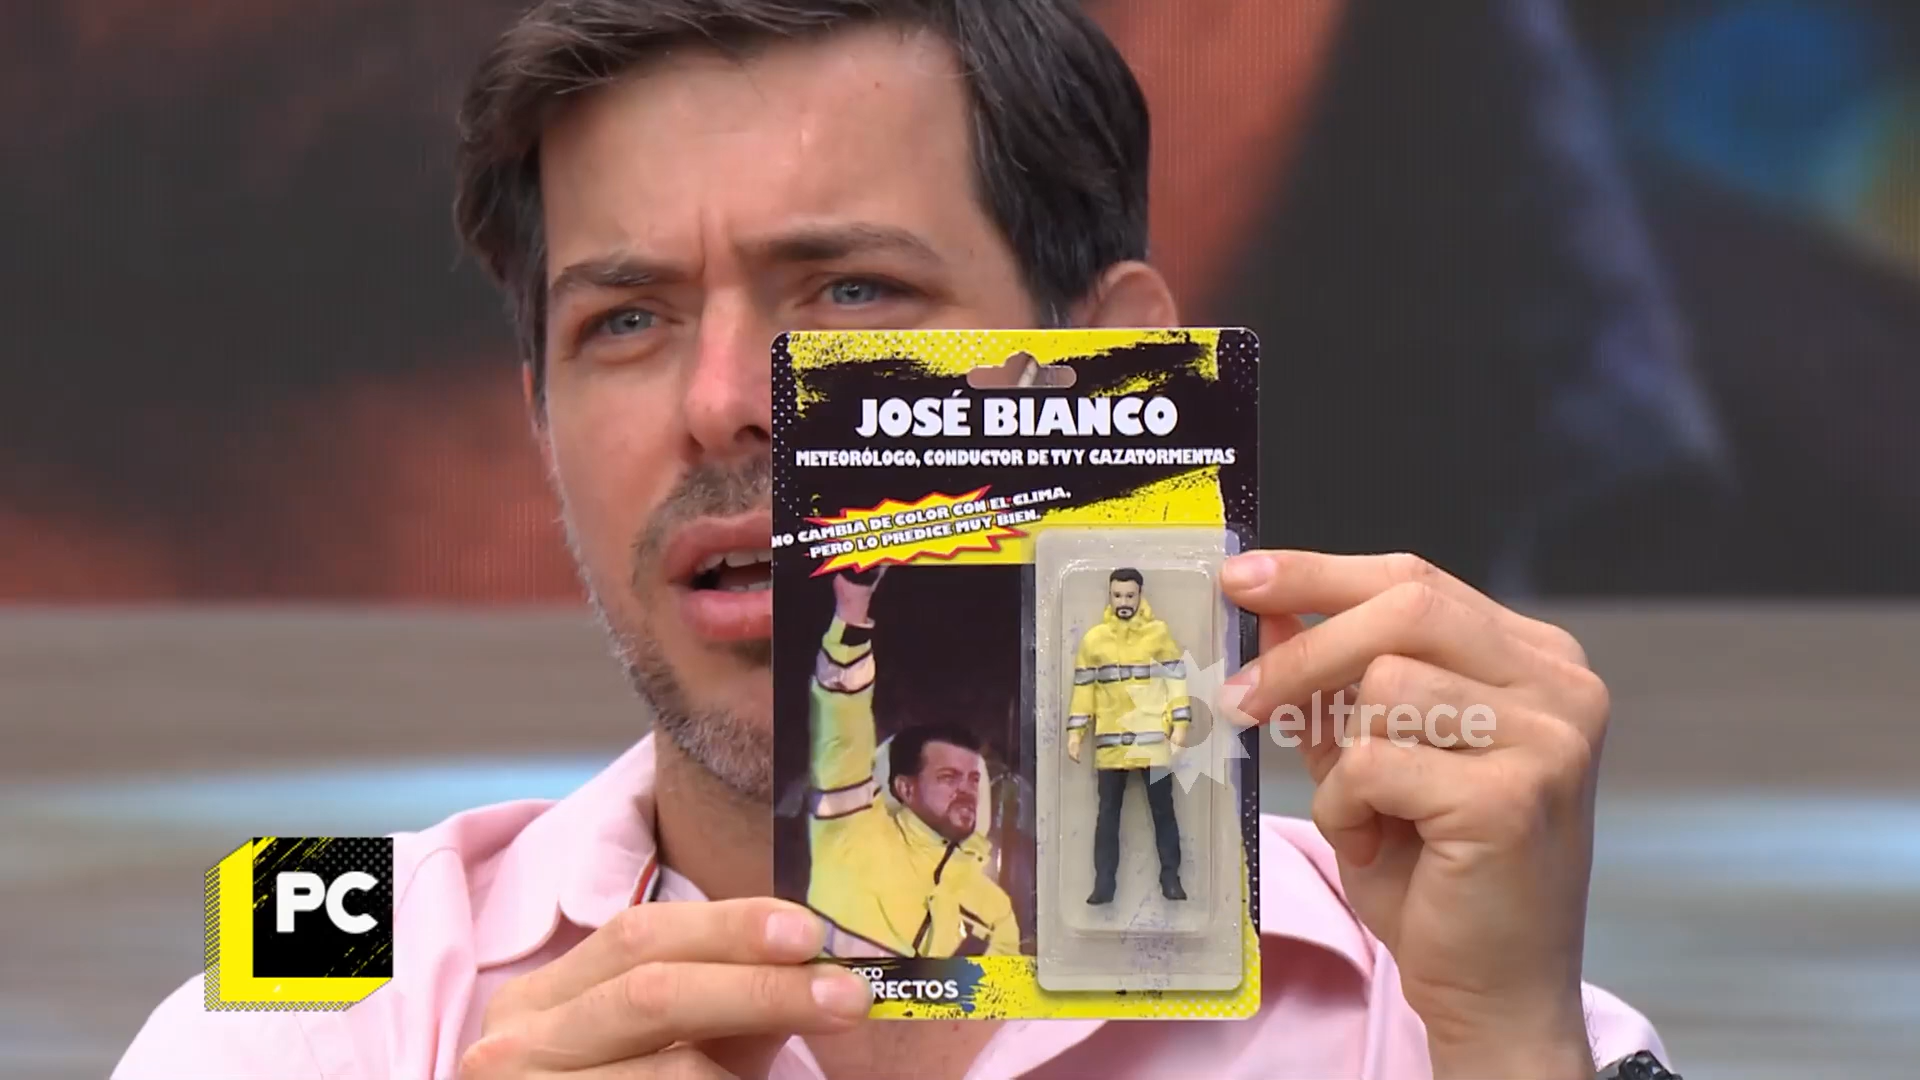 JOSÉ BIANCO
METEORÓLOGO, CONDUCTOR DE TV Y CAZATORMENTAS
NO CAMBIA DE COLOR CON EL CLIMA,
PERO LO PREDICE MUY BIEN.
eltrece
PC
OCO
RECTOS